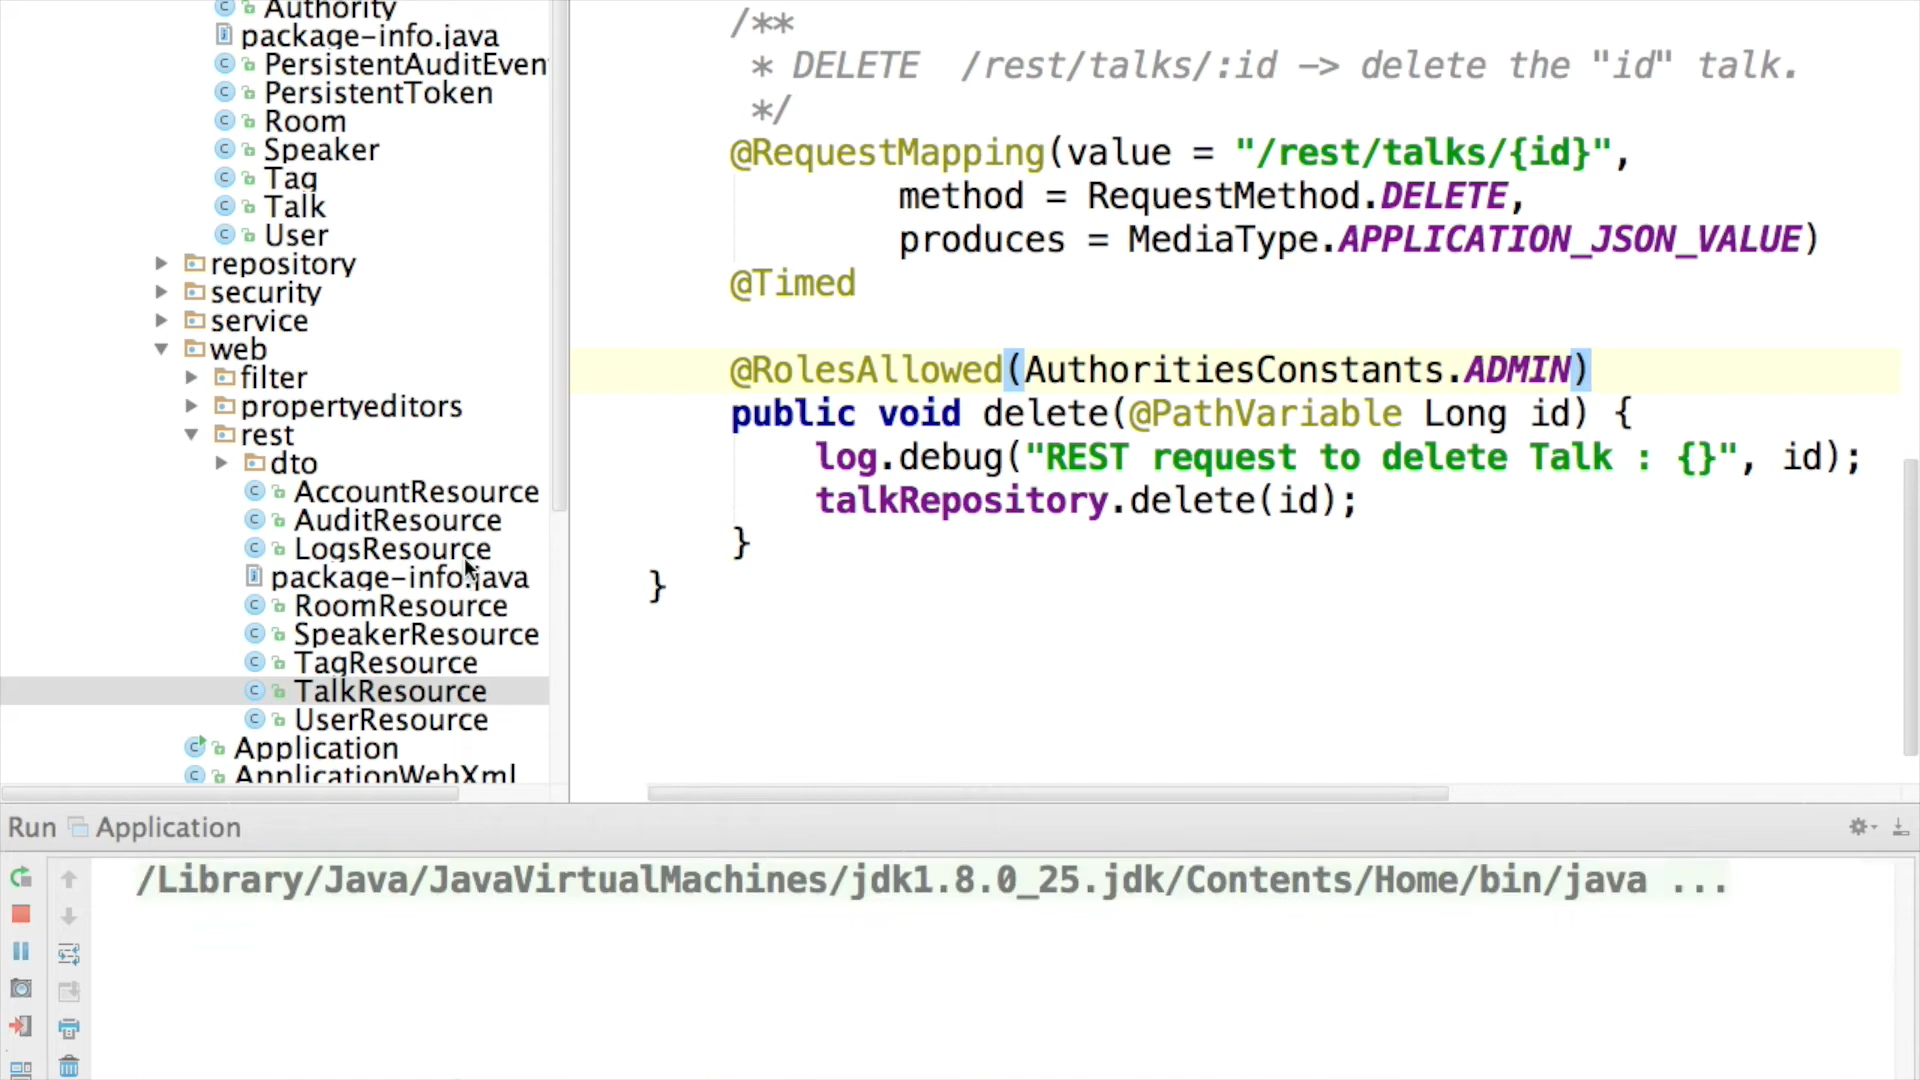 Authority
package-info.java
PersistentAuditEven
PersistentToken
Room
Speaker
Tag
Talk
User
repository
security
service
web
filter
propertyeditors
rest
dto
AccountResource
AuditResource
LogsResource
package-info.java
RoomResource
SpeakerResource
TagResource
TalkResource
UserResource
Application
ApplicationWebXml
/**
* DELETE  /rest/talks/:id -> delete the "id" talk.
*/
@RequestMapping(value = "/rest/talks/{id}",
method = RequestMethod.DELETE,
produces = MediaType.APPLICATION_JSON_VALUE)
@Timed
@RolesAllowed(AuthoritiesConstants.ADMIN)
public void delete(@PathVariable Long id) {
log.debug("REST request to delete Talk : {}", id);
talkRepository.delete(id);
}
}
Run Application
/Library/Java/JavaVirtualMachines/jdk1.8.0_25.jdk/Contents/Home/bin/java ...